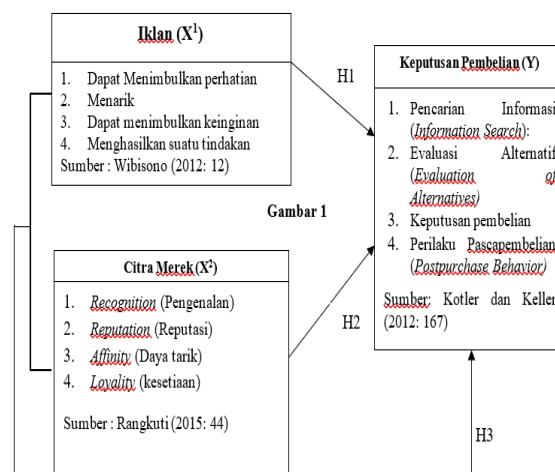 Iklan (X¹)
1. Dapat Menimbulkan perhatian
2. Menarik
3. Dapat menimbulkan keinginan
4. Menghasilkan suatu tindakan
Sumber : Wibisono (2012: 12)
H1
Keputusan Pembelian (Y)
1. Pencarian Informasi
(Information Search):
2. Evaluasi Alternatif
(Evaluation of
Alternatives)
3. Keputusan pembelian
4. Perilaku Pascapembelian
(Postpurchase Behavior)
Sumber: Kotler dan Keller
(2012: 167)
Gambar 1
Citra Merek (X²)
1. Recognition (Pengenalan)
2. Reputation (Reputasi)
3. Affinity (Daya tarik)
4. Loyality (kesetiaan)
Sumber : Rangkuti (2015: 44)
H2
H3